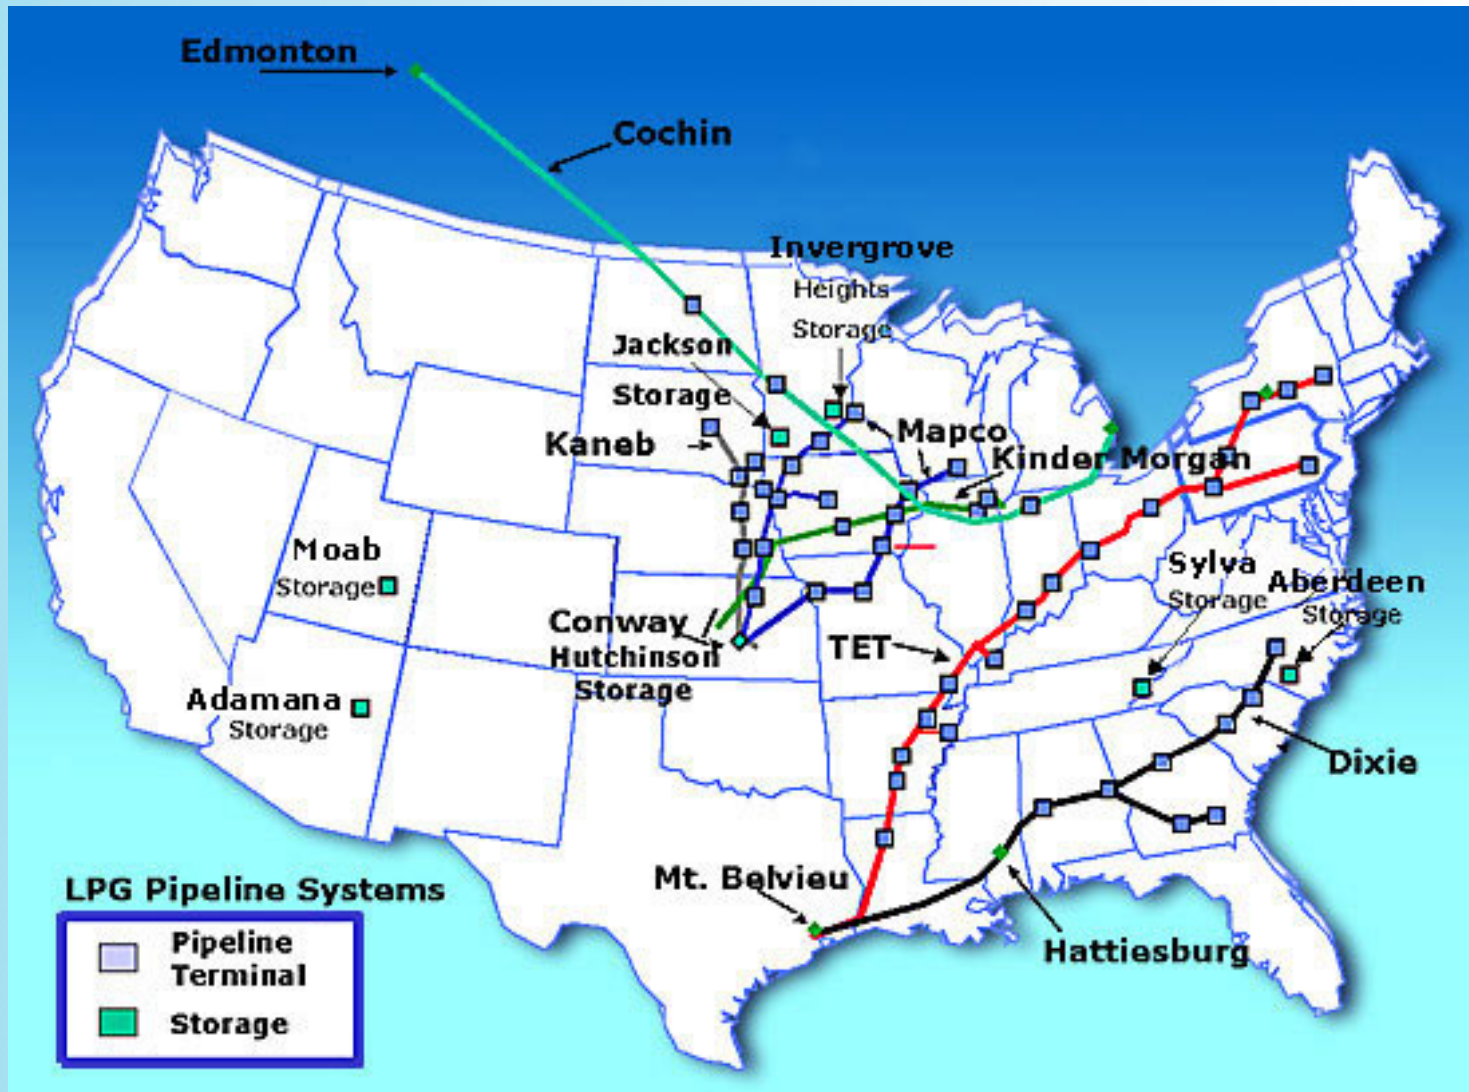 Edmonton
Cochin
Invergrove
Heights
Storage
Jackson
Storage
Kaneb
Mapco
Kinder Morgan
Moab
Storage
Sylva
Storage
Aberdeen
Storage
Conway
Hutchinson
Storage
TET
Adamana
Storage
Dixie
Mt. Belvieu
Hattiesburg
LPG Pipeline Systems
Pipeline
Terminal
Storage